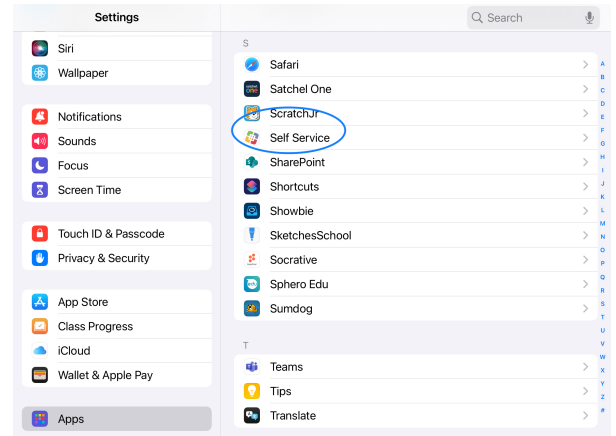 Settings
Search
Siri
Wallpaper
Notifications
Sounds
Focus
Screen Time
Touch ID & Passcode
Privacy & Security
App Store
Class Progress
iCloud
Wallet & Apple Pay
Apps
S
Safari
Satchel One
ScratchJr
Self Service
SharePoint
Shortcuts
Showbie
SketchesSchool
Socrative
Sphero Edu
Sumdog
T
Teams
Tips
Translate
A
B
C
D
E
F
G
H
I
J
K
L
M
N
O
P
Q
R
S
T
U
V
W
X
Y
Z
#